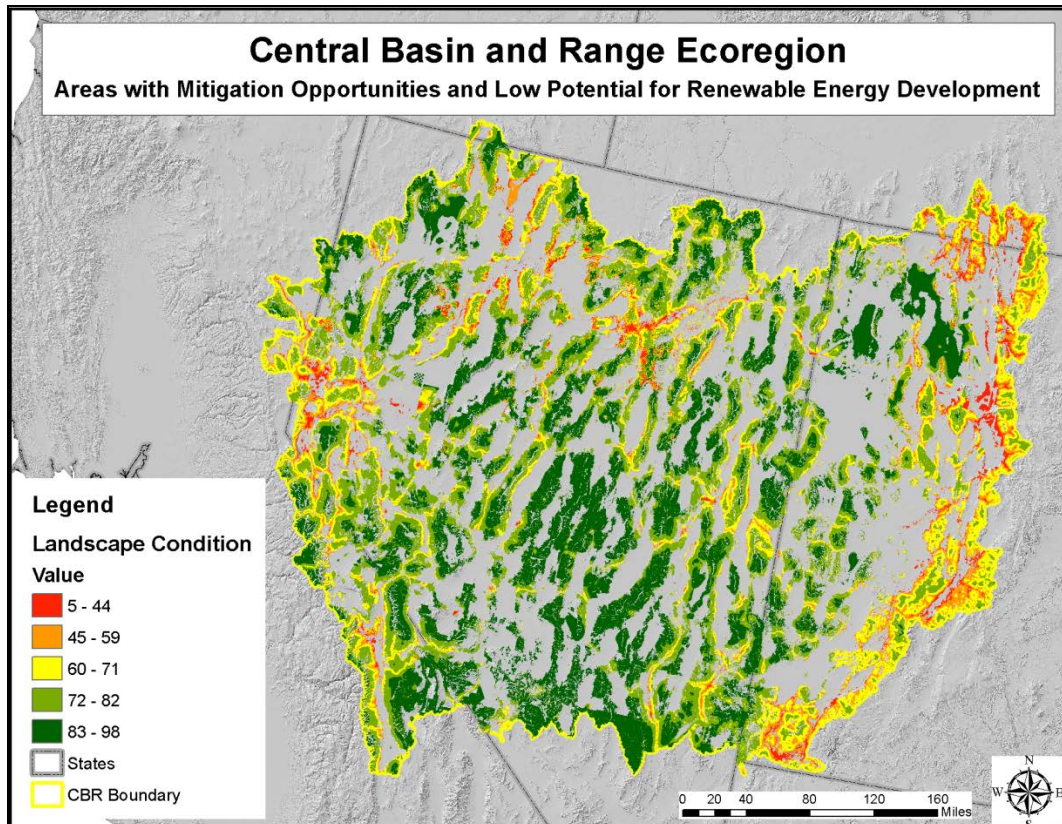 Central Basin and Range Ecoregion
Areas with Mitigation Opportunities and Low Potential for Renewable Energy Development
Legend
Landscape Condition
Value
5 - 44
45 - 59
60 - 71
72 - 82
83 - 98
States
CBR Boundary
0 20 40 80 120 160
Miles
N
W E
S